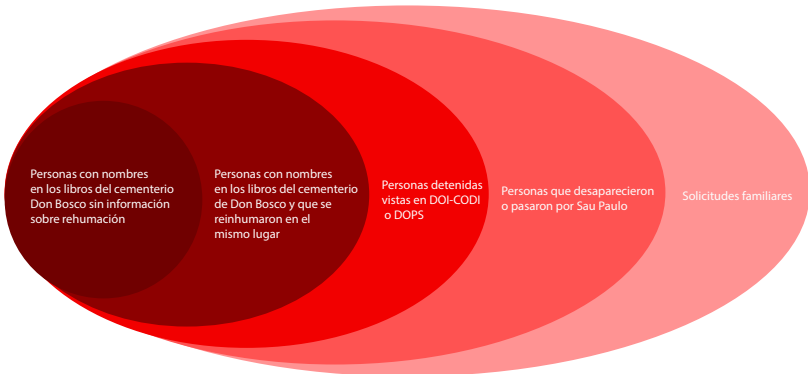 Personas con nombres
en los libros del cementerio
Don Bosco sin información
sobre rehumación
Personas con nombres
en los libros del cementerio
de Don Bosco y que se
reinhumaron en el
mismo lugar
Personas detenidas
vistas en DOI-CODI
o DOPS
Personas que desaparecieron
o pasaron por Sau Paulo
Solicitudes familiares